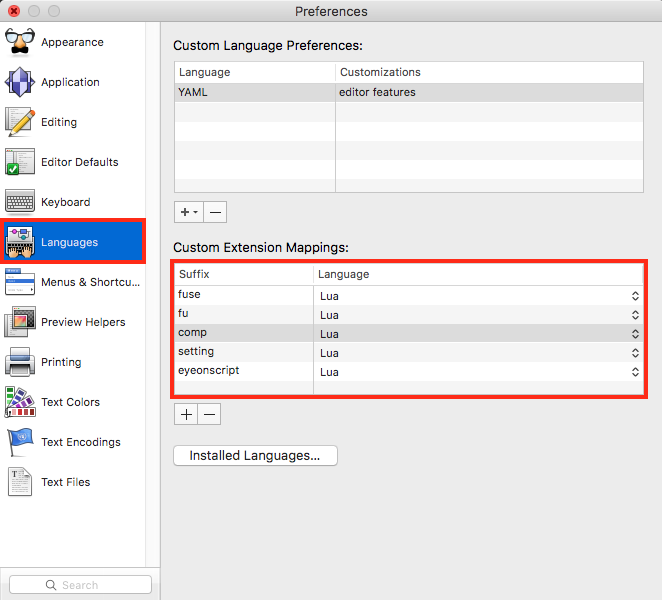 Preferences
Appearance
Application
Editing
Editor Defaults
Keyboard
Languages
Menus & Shortcu...
Preview Helpers
Printing
Text Colors
Text Encodings
Text Files
Search
Custom Language Preferences:
Language Customizations
YAML editor features
Custom Extension Mappings:
Suffix Language
fuse Lua
fu Lua
comp Lua
setting Lua
eyeonscript Lua
Installed Languages...